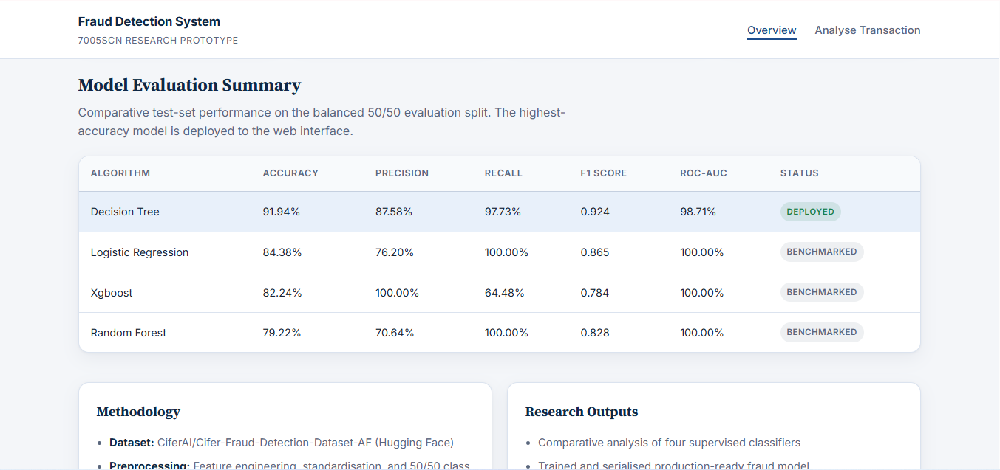 Fraud Detection System
7005SCN RESEARCH PROTOTYPE
Overview Analyse Transaction
Model Evaluation Summary
Comparative test-set performance on the balanced 50/50 evaluation split. The highest-
accuracy model is deployed to the web interface.
ALGORITHM ACCURACY PRECISION RECALL F1 SCORE ROC-AUC STATUS
Decision Tree 91.94% 87.58% 97.73% 0.924 98.71% DEPLOYED
Logistic Regression 84.38% 76.20% 100.00% 0.865 100.00% BENCHMARKED
Xgboost 82.24% 100.00% 64.48% 0.784 100.00% BENCHMARKED
Random Forest 79.22% 70.64% 100.00% 0.828 100.00% BENCHMARKED
Methodology
• Dataset: CiferAI/Cifer-Fraud-Detection-Dataset-AF (Hugging Face)
• Preprocessing: Feature engineering, standardisation, and 50/50 class
Research Outputs
• Comparative analysis of four supervised classifiers
• Trained and serialised production-ready fraud model